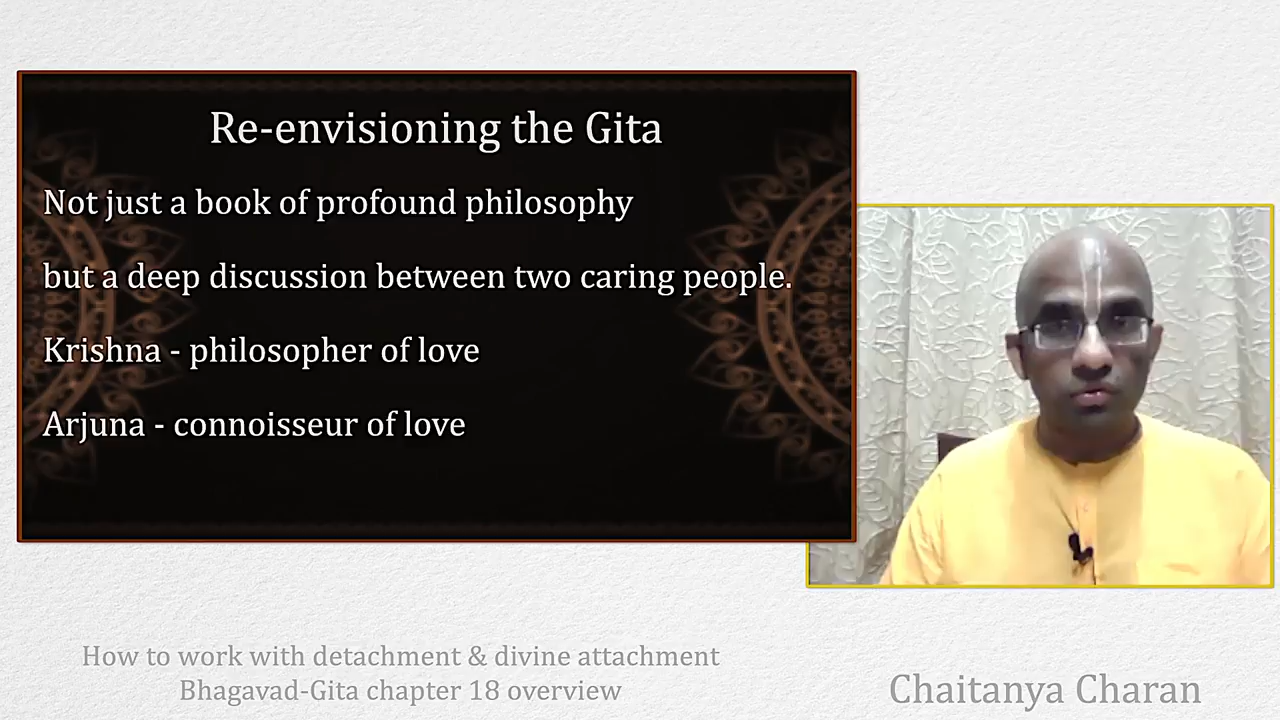 Re-envisioning the Gita
Not just a book of profound philosophy
but a deep discussion between two caring people.
Krishna - philosopher of love
Arjuna - connoisseur of love
How to work with detachment & divine attachment
Bhagavad-Gita chapter 18 overview
Chaitanya Charan